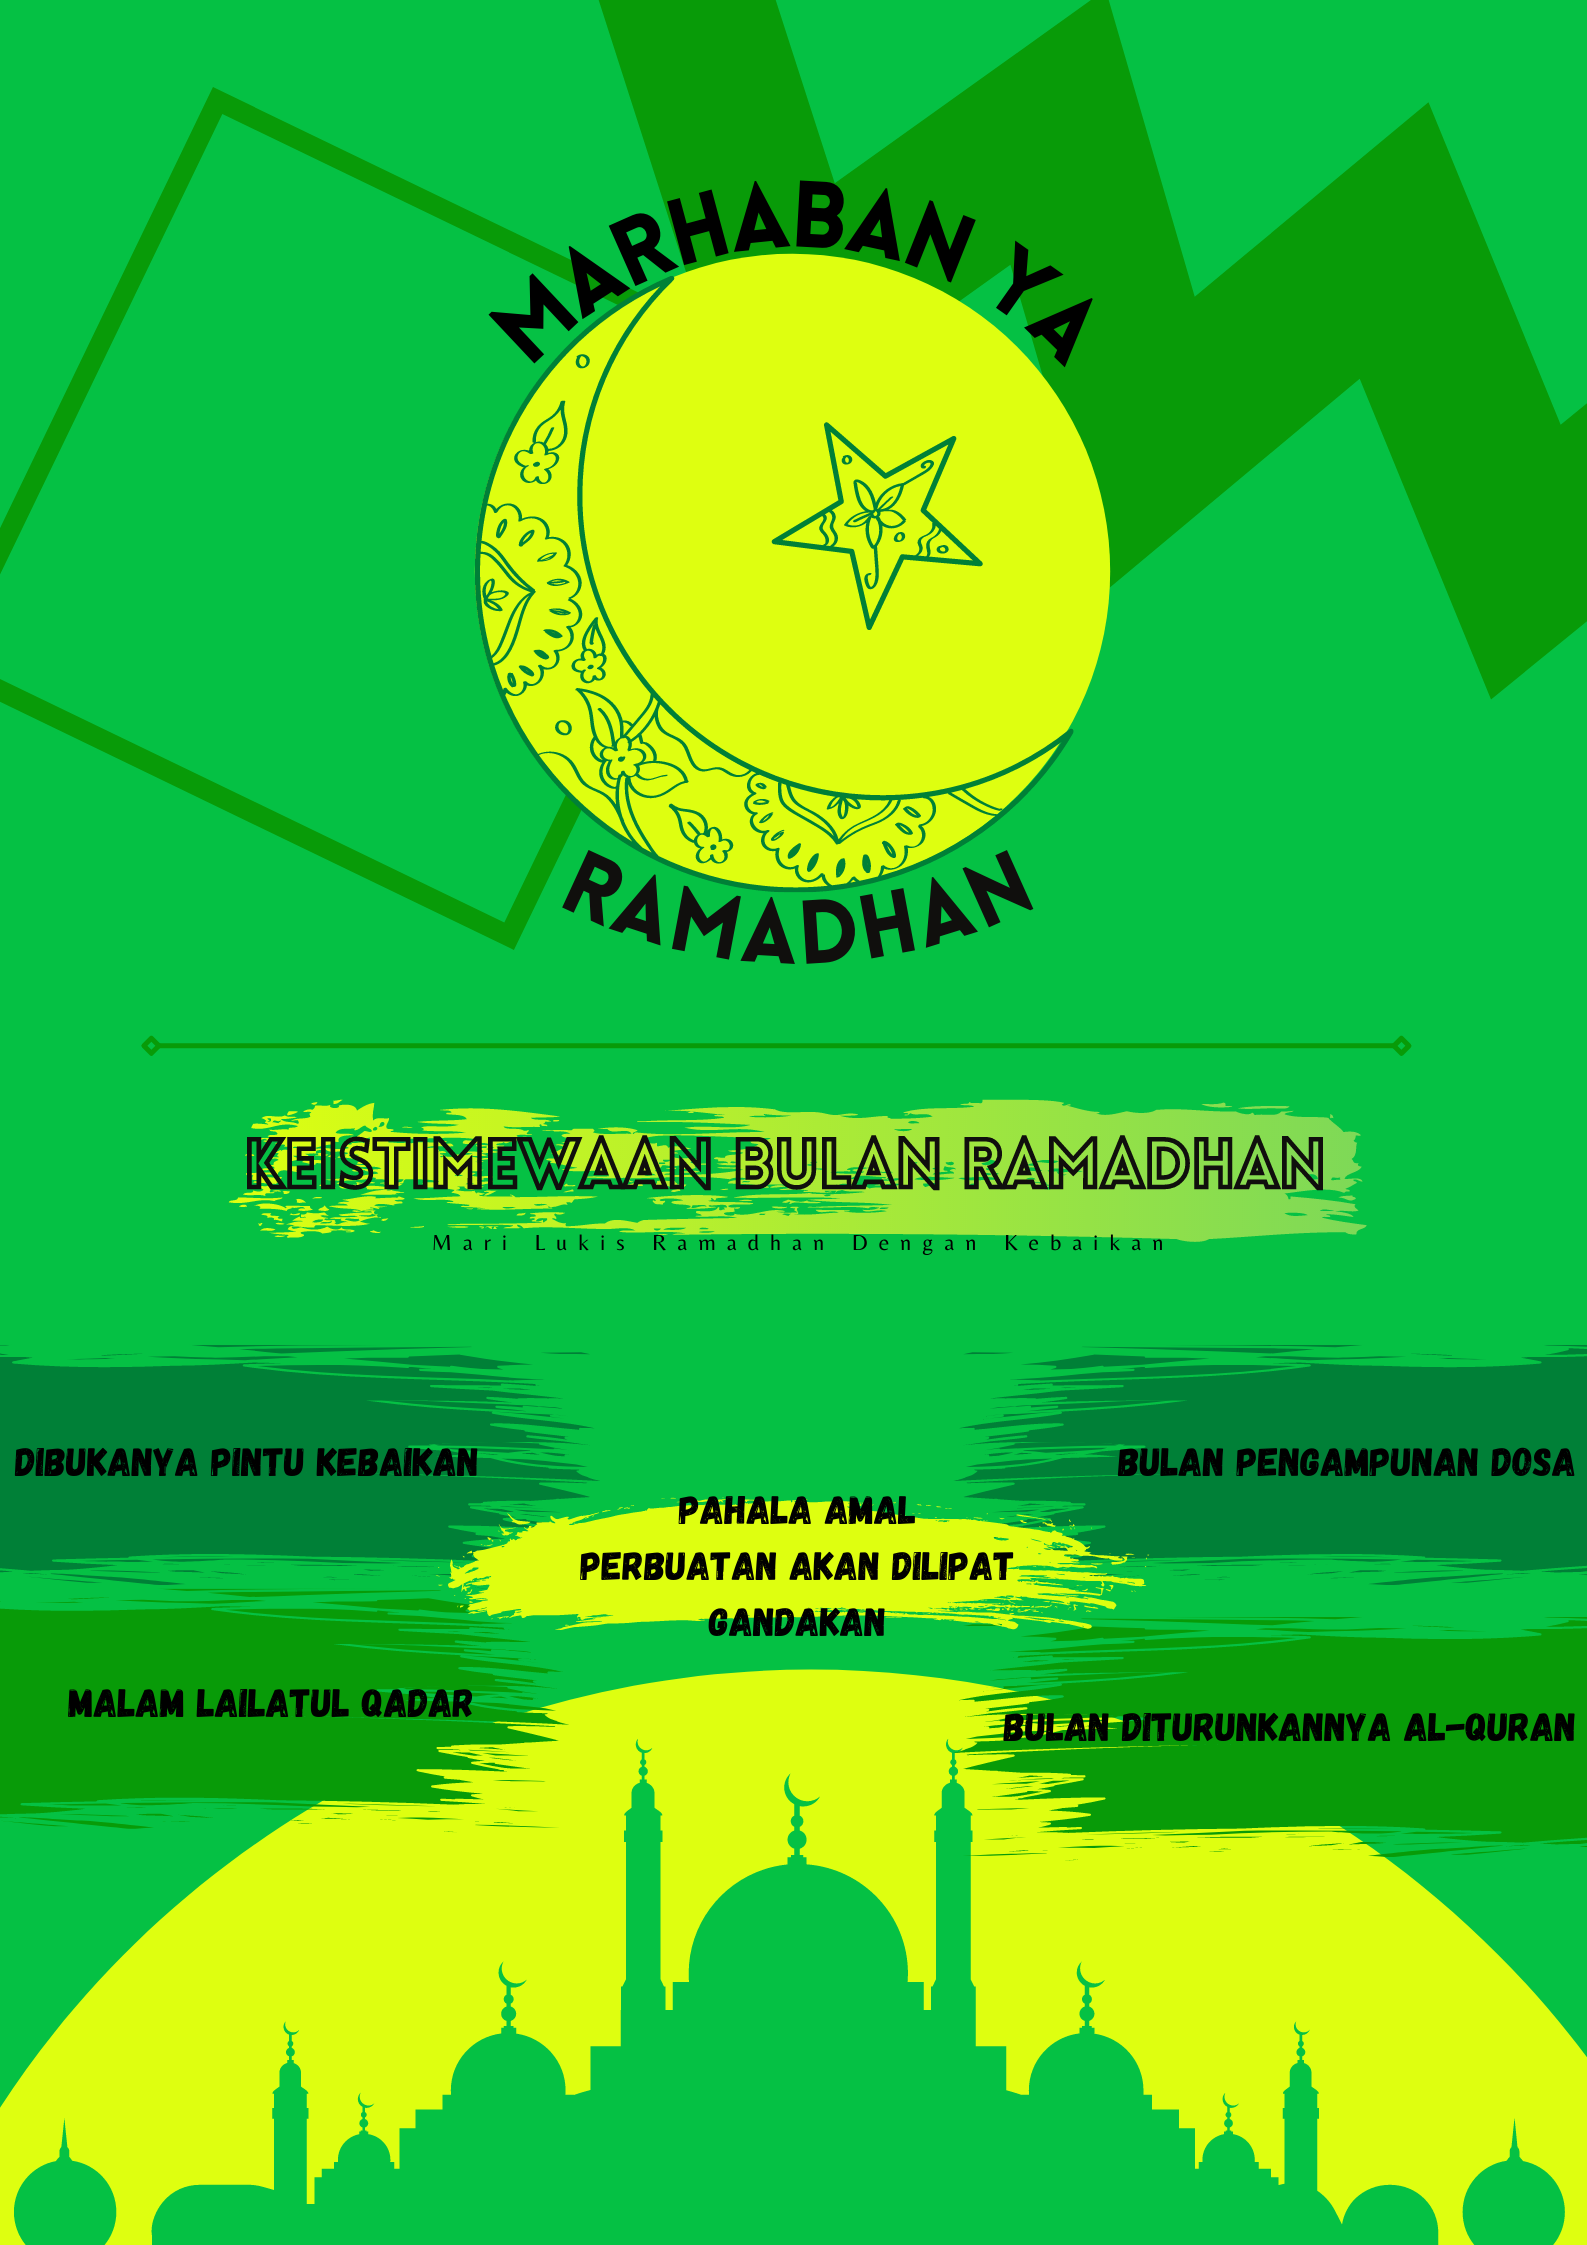 MARHABAN YA
RAMADHAN
KEISTIMEWAAN BULAN RAMADHAN
Mari Lukis Ramadhan Dengan Kebaikan
DIBUKANYA PINTU KEBAIKAN
BULAN PENGAMPUNAN DOSA
PAHALA AMAL
PERBUATAN AKAN DILIPAT
GANDAKAN
MALAM LAILATUL QADAR
BULAN DITURUNKANNYA AL-QURAN